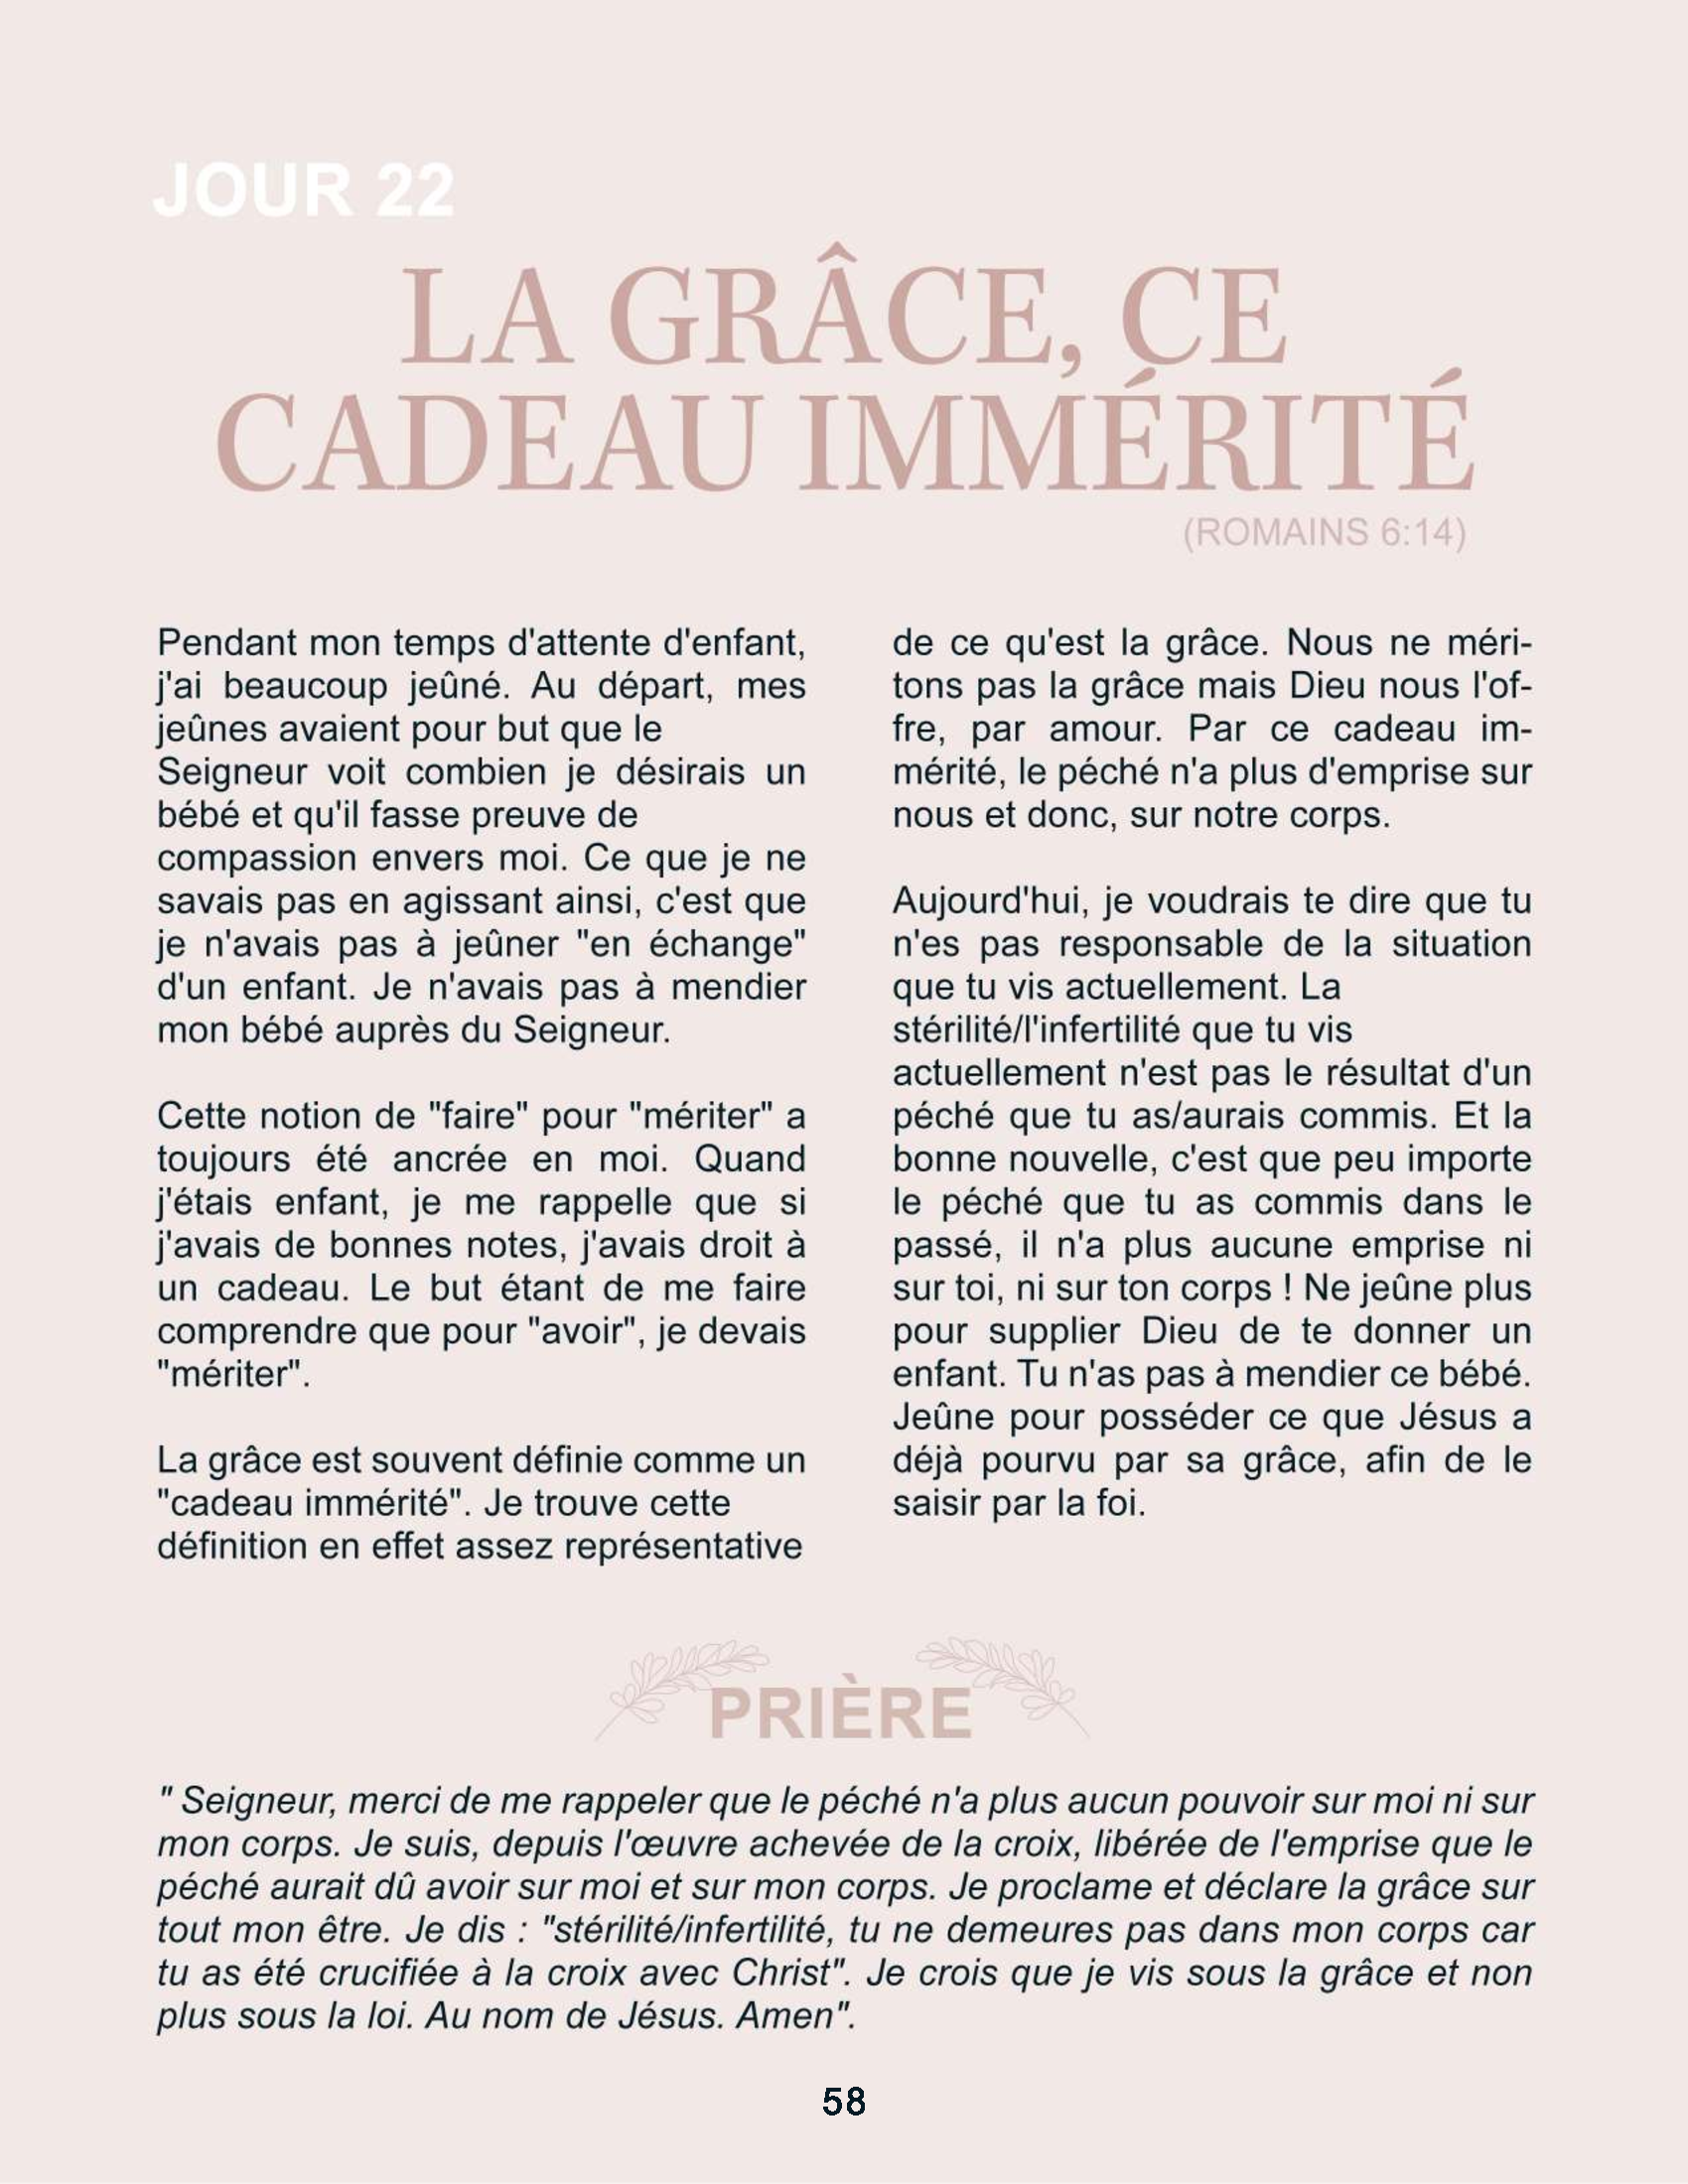 JOUR 22
LA GRÂCE, CE
CADEAU IMMÉRITÉ
(ROMAINS 6:14)
Pendant mon temps d'attente d'enfant,
j'ai beaucoup jeûné. Au départ, mes
jeûnes avaient pour but que le
Seigneur voit combien je désirais un
bébé et qu'il fasse preuve de
compassion envers moi. Ce que je ne
savais pas en agissant ainsi, c'est que
je n'avais pas à jeûner "en échange"
d'un enfant. Je n'avais pas à mendier
mon bébé auprès du Seigneur.
Cette notion de "faire" pour "mériter" a
toujours été ancrée en moi. Quand
j'étais enfant, je me rappelle que si
j'avais de bonnes notes, j'avais droit à
un cadeau. Le but étant de me faire
comprendre que pour "avoir", je devais
"mériter".
La grâce est souvent définie comme un
"cadeau immérité". Je trouve cette
définition en effet assez représentative
de ce qu'est la grâce. Nous ne méri-
tons pas la grâce mais Dieu nous l'of-
fre, par amour. Par ce cadeau im-
mérité, le péché n'a plus d'emprise sur
nous et donc, sur notre corps.
Aujourd'hui, je voudrais te dire que tu
n'es pas responsable de la situation
que tu vis actuellement. La
stérilité/l'infertilité que tu vis
actuellement n'est pas le résultat d'un
péché que tu as/aurais commis. Et la
bonne nouvelle, c'est que peu importe
le péché que tu as commis dans le
passé, il n'a plus aucune emprise ni
sur toi, ni sur ton corps ! Ne jeûne plus
pour supplier Dieu de te donner un
enfant. Tu n'as pas à mendier ce bébé.
Jeûne pour posséder ce que Jésus a
déjà pourvu par sa grâce, afin de le
saisir par la foi.
PRIÈRE
" Seigneur, merci de me rappeler que le péché n'a plus aucun pouvoir sur moi ni sur
mon corps. Je suis, depuis l'œuvre achevée de la croix, libérée de l'emprise que le
péché aurait dû avoir sur moi et sur mon corps. Je proclame et déclare la grâce sur
tout mon être. Je dis : "stérilité/infertilité, tu ne demeures pas dans mon corps car
tu as été crucifiée à la croix avec Christ". Je crois que je vis sous la grâce et non
plus sous la loi. Au nom de Jésus. Amen".
58